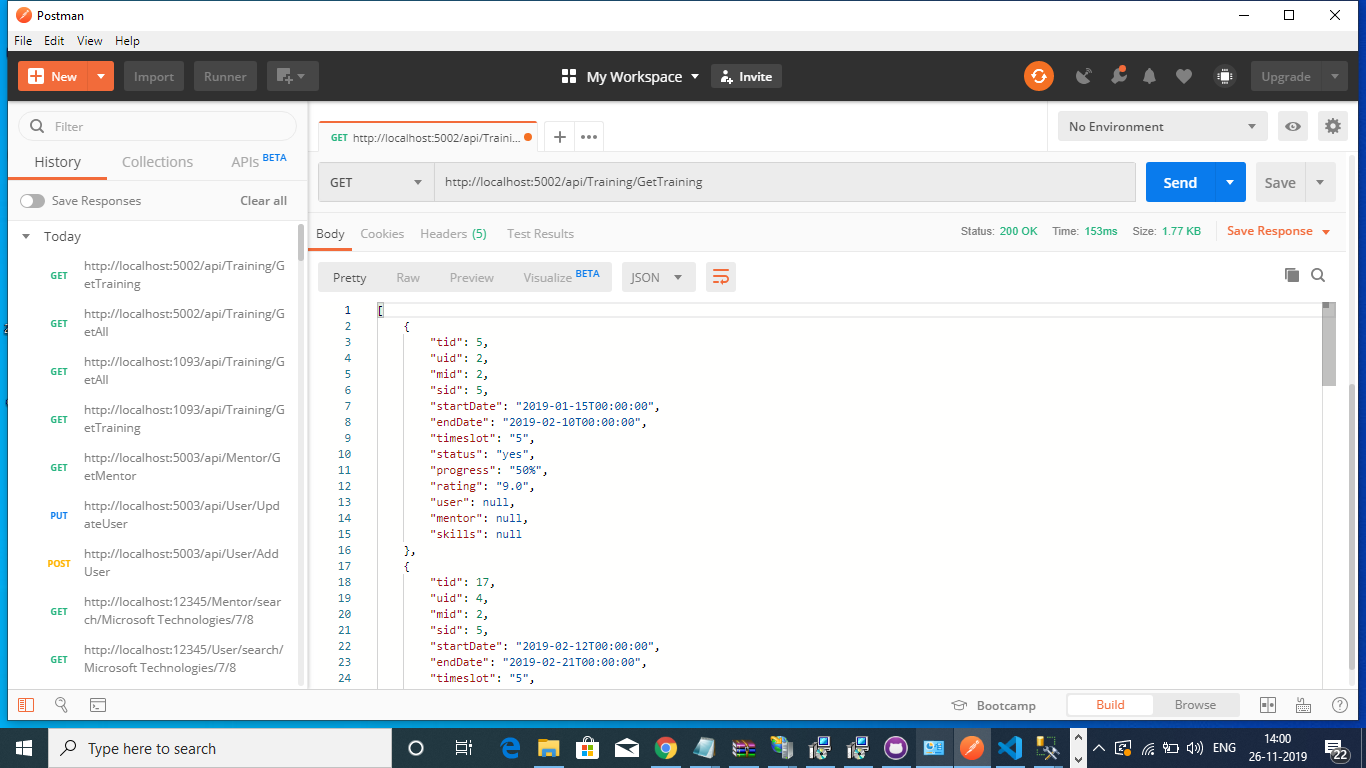 Postman
File Edit View Help
New Import Runner My Workspace Invite Upgrade
Filter
History Collections APIs BETA
Save Responses Clear all
Today
GET http://localhost:5002/api/Training/G
etTraining
GET http://localhost:5002/api/Training/G
etAll
GET http://localhost:1093/api/Training/G
etAll
GET http://localhost:1093/api/Training/G
etTraining
GET http://localhost:5003/api/Mentor/G
etMentor
PUT http://localhost:5003/api/User/Upd
ateUser
POST http://localhost:5003/api/User/Add
User
GET http://localhost:12345/Mentor/sear
ch/Microsoft Technologies/7/8
GET http://localhost:12345/User/search/
Microsoft Technologies/7/8
GET http://localhost:5002/api/Traini...
No Environment
GET http://localhost:5002/api/Training/GetTraining Send Save
Body Cookies Headers (5) Test Results Status: 200 OK Time: 153ms Size: 1.77 KB Save Response
Pretty Raw Preview Visualize BETA JSON
1 [
2 {
3 "tid": 5,
4 "uid": 2,
5 "mid": 2,
6 "sid": 5,
7 "startDate": "2019-01-15T00:00:00",
8 "endDate": "2019-02-10T00:00:00",
9 "timeslot": "5",
10 "status": "yes",
11 "progress": "50%",
12 "rating": "9.0",
13 "user": null,
14 "mentor": null,
15 "skills": null
16 },
17 {
18 "tid": 17,
19 "uid": 4,
20 "mid": 2,
21 "sid": 5,
22 "startDate": "2019-02-12T00:00:00",
23 "endDate": "2019-02-21T00:00:00",
24 "timeslot": "5",
Bootcamp Build Browse
Type here to search
ENG
14:00
26-11-2019
22